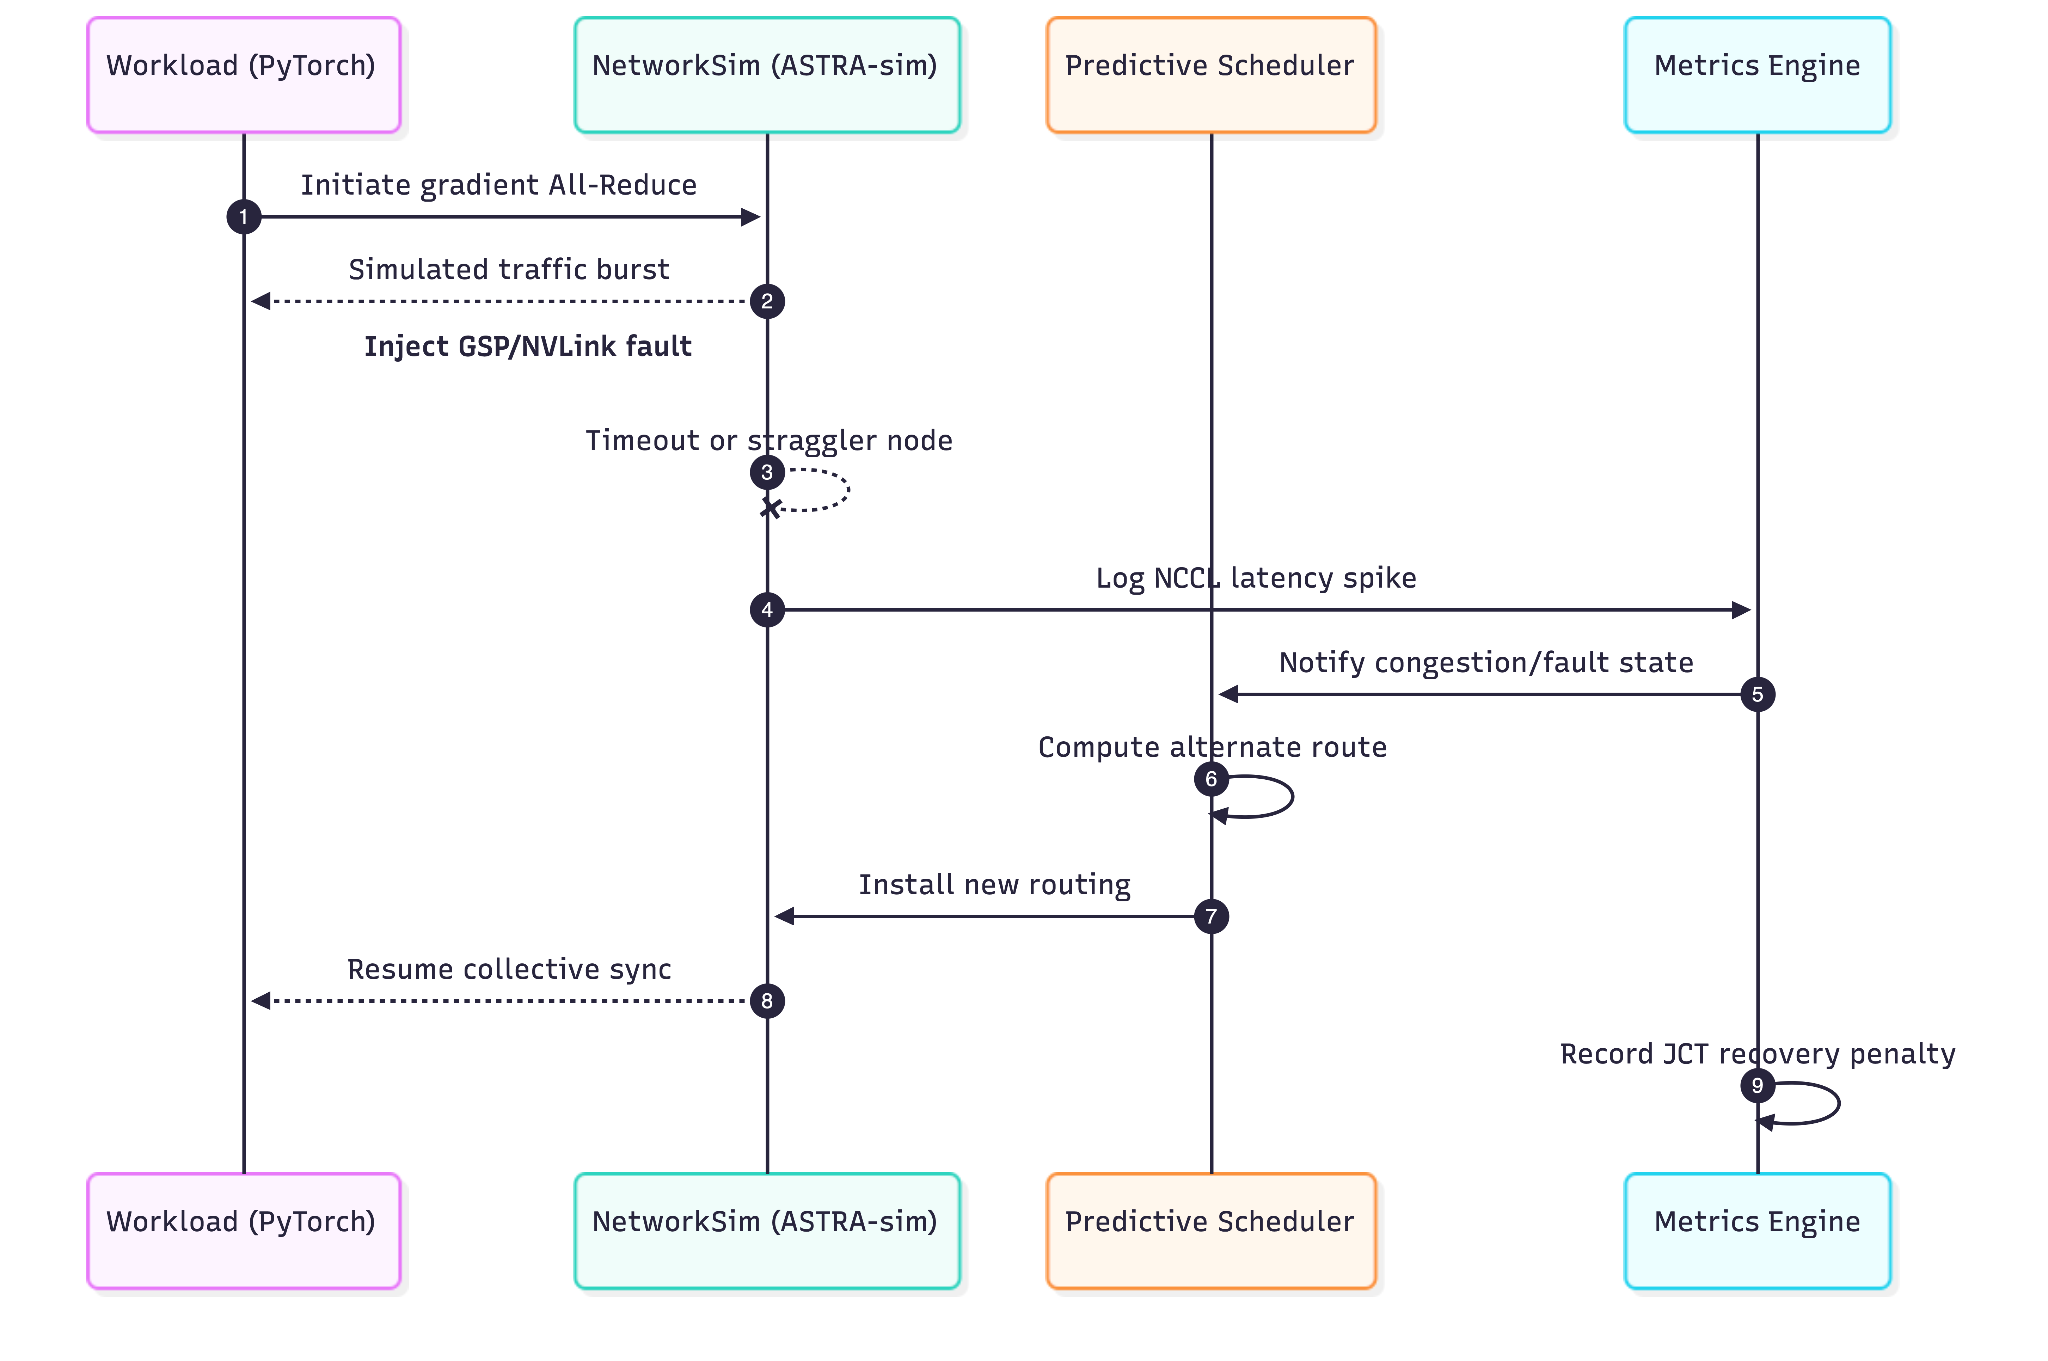 Workload (PyTorch)
NetworkSim (ASTRA-sim)
Predictive Scheduler
Metrics Engine
Initiate gradient All-Reduce
1
Simulated traffic burst
2
Inject GSP/NVLink fault
Timeout or straggler node
3
Log NCCL latency spike
4
Notify congestion/fault state
5
Compute alternate route
6
Install new routing
7
Resume collective sync
8
Record JCT recovery penalty
9
Workload (PyTorch)
NetworkSim (ASTRA-sim)
Predictive Scheduler
Metrics Engine